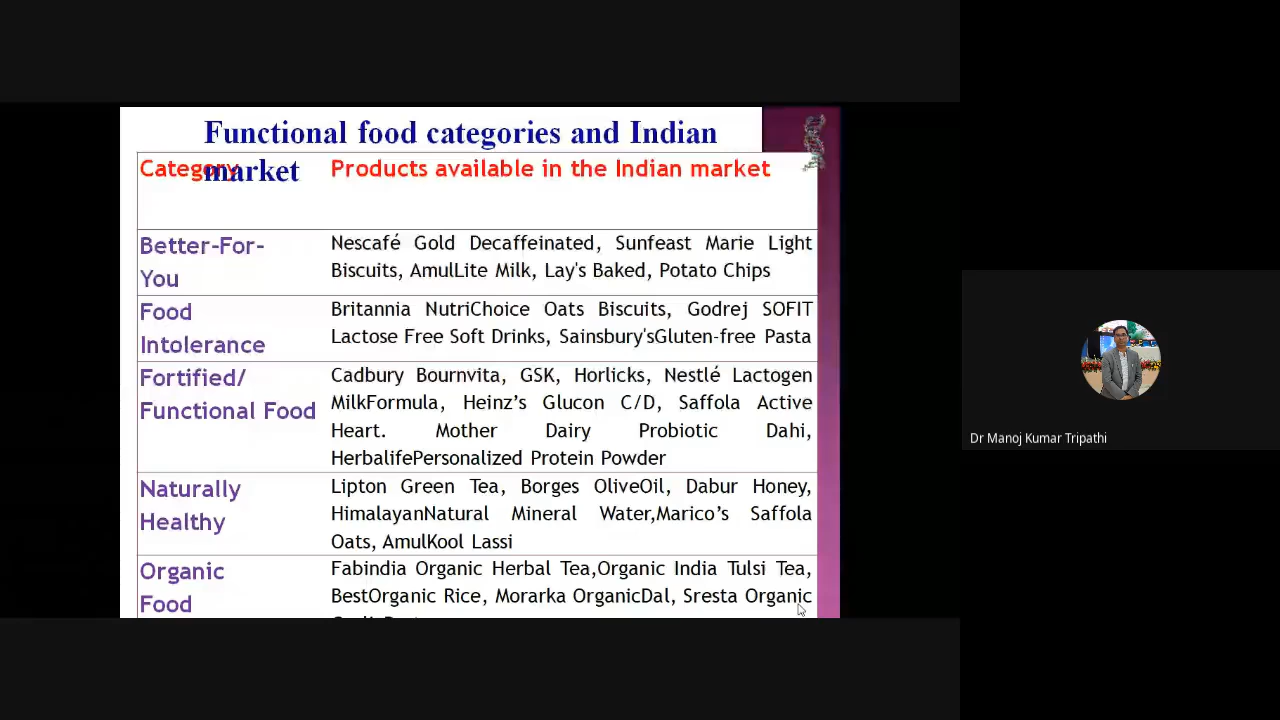 Functional food categories and Indian
market
Category
Products available in the Indian market
Better-For-
You
Nescafé Gold Decaffeinated, Sunfeast Marie Light
Biscuits, AmulLite Milk, Lay's Baked, Potato Chips
Food
Intolerance
Britannia NutriChoice Oats Biscuits, Godrej SOFIT
Lactose Free Soft Drinks, Sainsbury'sGluten-free Pasta
Fortified/
Functional Food
Cadbury Bournvita, GSK, Horlicks, Nestlé Lactogen
MilkFormula, Heinz’s Glucon C/D, Saffola Active
Heart. Mother Dairy Probiotic Dahi,
HerbalifePersonalized Protein Powder
Naturally
Healthy
Lipton Green Tea, Borges OliveOil, Dabur Honey,
HimalayanNatural Mineral Water,Marico’s Saffola
Oats, AmulKool Lassi
Organic
Food
Fabindia Organic Herbal Tea,Organic India Tulsi Tea,
BestOrganic Rice, Morarka OrganicDal, Sresta Organic
Dr Manoj Kumar Tripathi